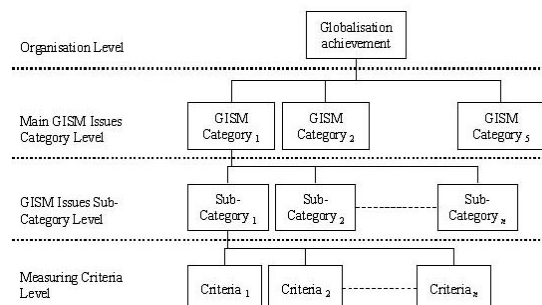 Globalisation
achievement
Organisation Level
GISM
Category 1
GISM
Category 2
GISM
Category 5
Main GISM Issues
Category Level
Sub-
Category 1
Sub-
Category 2
Sub-
Category n
GISM Issues Sub-
Category Level
Criteria 1
Criteria 2
Criteria n
Measuring Criteria
Level